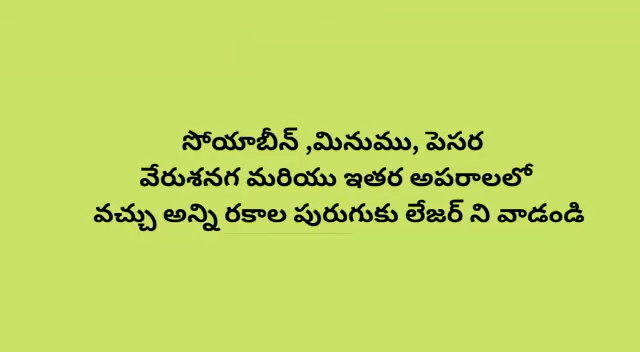 సోయాబీన్ ,మినుము, పెసర
వేరుశనగ మరియు ఇతర అపరాలలో
వచ్చు అన్ని రకాల పురుగుకు లేజర్ ని వాడండి